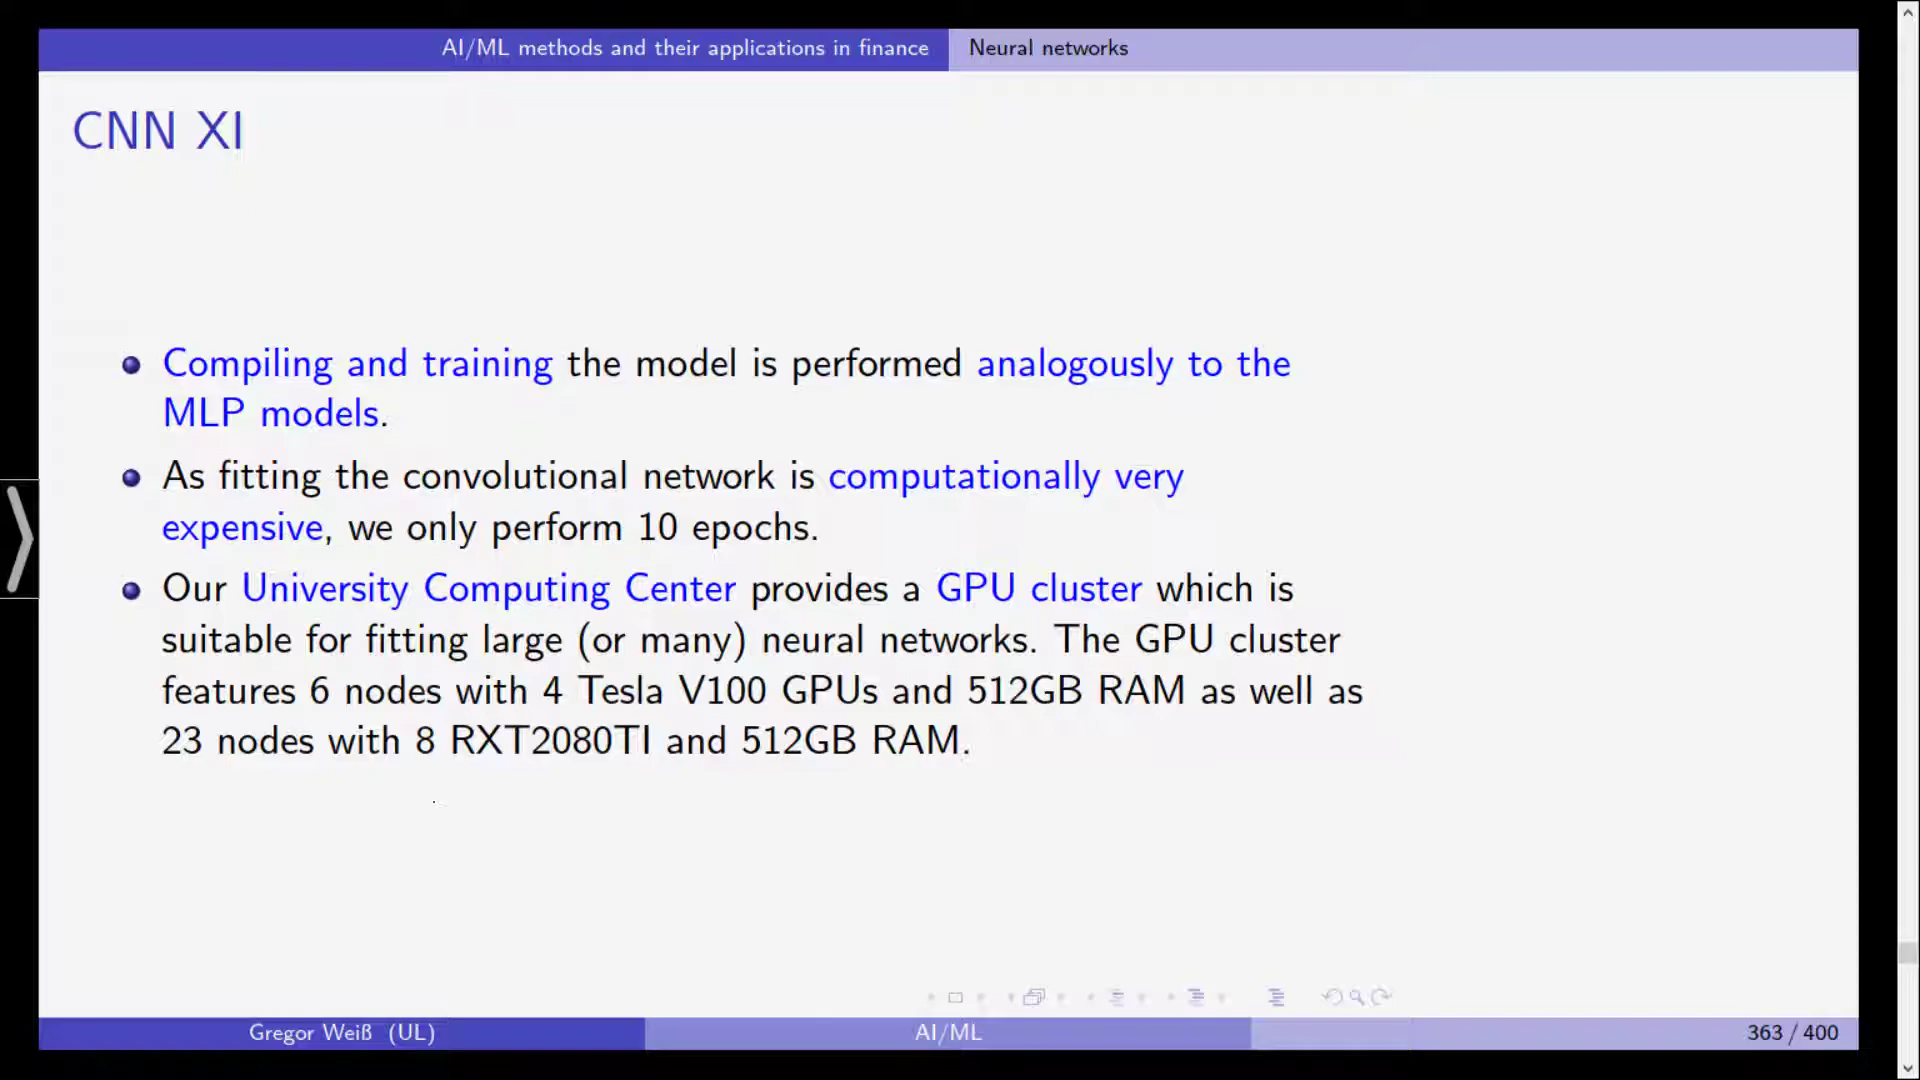 AI/ML methods and their applications in finance Neural networks
CNN XI
Compiling and training the model is performed analogously to the
MLP models.
As fitting the convolutional network is computationally very
expensive, we only perform 10 epochs.
Our University Computing Center provides a GPU cluster which is
suitable for fitting large (or many) neural networks. The GPU cluster
features 6 nodes with 4 Tesla V100 GPUs and 512GB RAM as well as
23 nodes with 8 RXT2080TI and 512GB RAM.
Gregor Weiß (UL) AI/ML 363 / 400